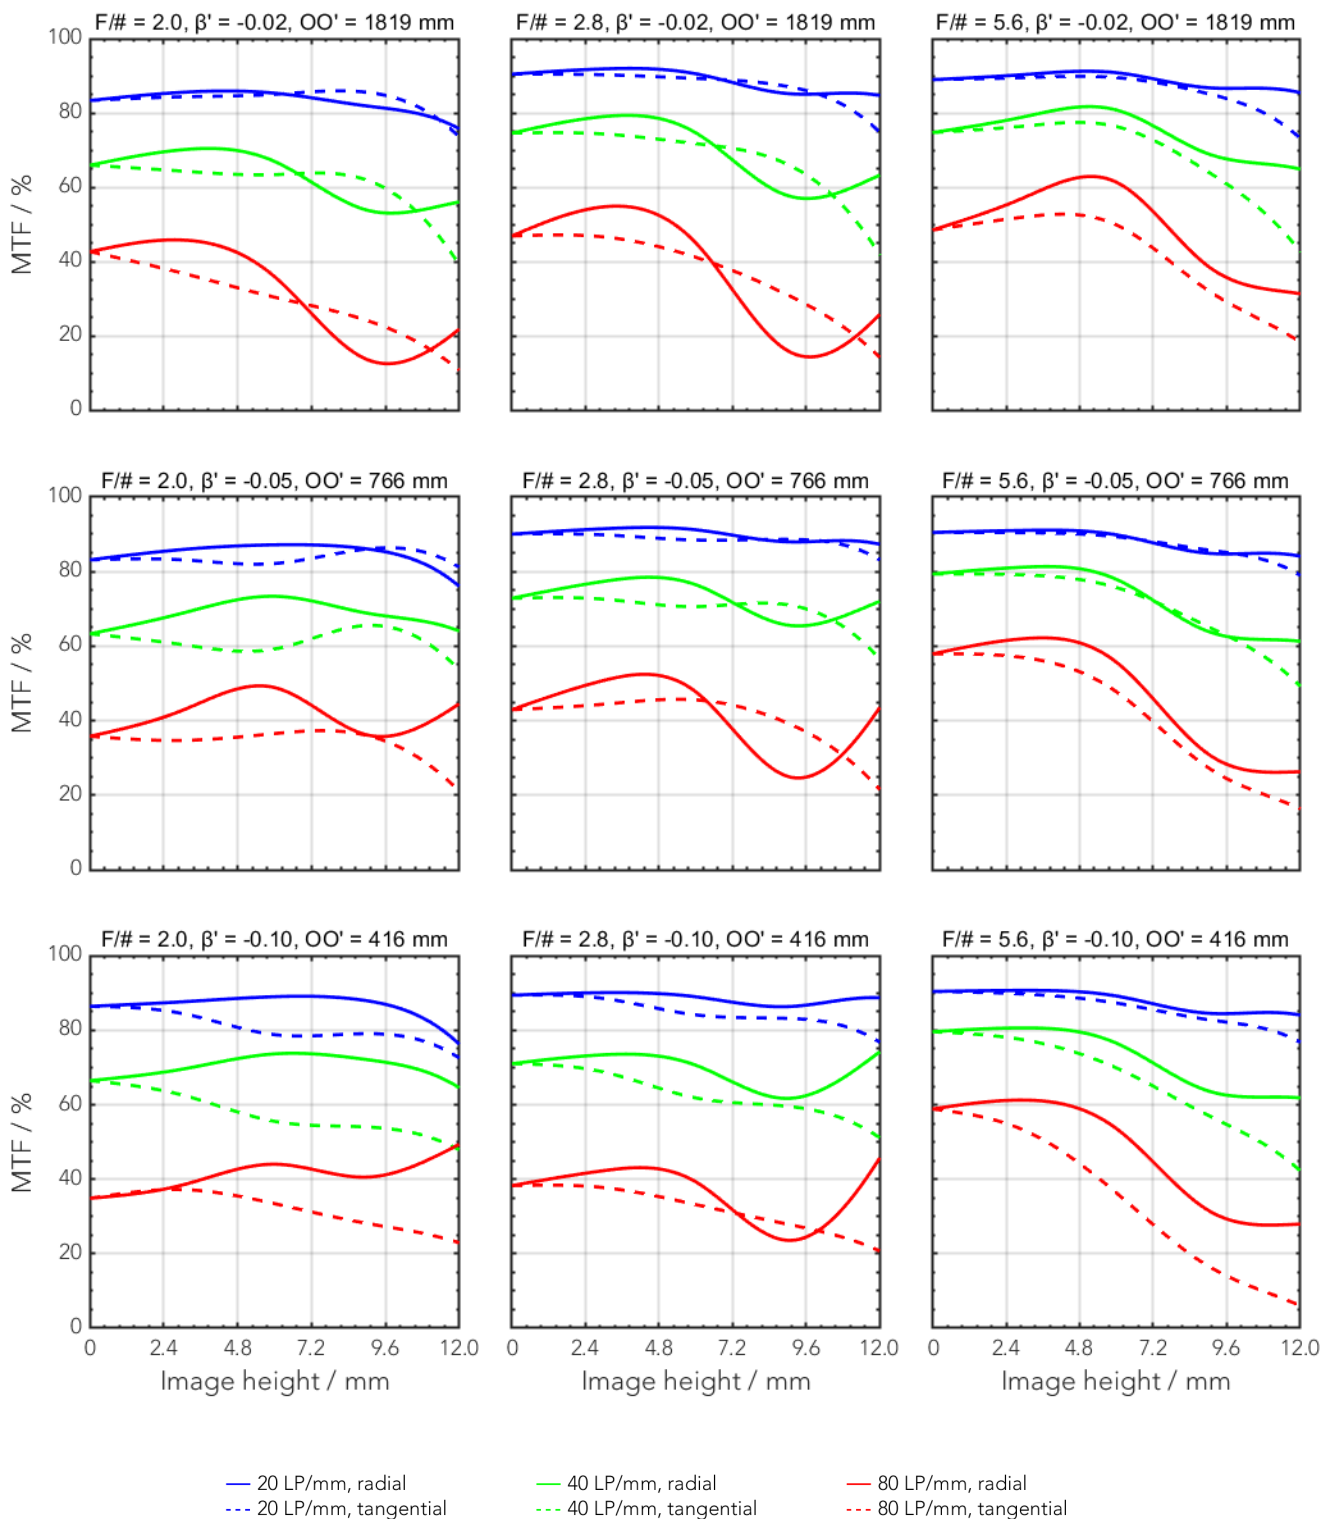 F/# = 2.0, β' = -0.02, OO' = 1819 mm
F/# = 2.8, β' = -0.02, OO' = 1819 mm
F/# = 5.6, β' = -0.02, OO' = 1819 mm
100
80
60
40
20
0
MTF / %
F/# = 2.0, β' = -0.05, OO' = 766 mm
F/# = 2.8, β' = -0.05, OO' = 766 mm
F/# = 5.6, β' = -0.05, OO' = 766 mm
100
80
60
40
20
0
MTF / %
F/# = 2.0, β' = -0.10, OO' = 416 mm
F/# = 2.8, β' = -0.10, OO' = 416 mm
F/# = 5.6, β' = -0.10, OO' = 416 mm
100
80
60
40
20
0
MTF / %
0 2.4 4.8 7.2 9.6 12.0
0 2.4 4.8 7.2 9.6
0 2.4 4.8 7.2 9.6 12.0
Image height / mm
Image height / mm
Image height / mm
20 LP/mm, radial
40 LP/mm, radial
80 LP/mm, radial
20 LP/mm, tangential
40 LP/mm, tangential
80 LP/mm, tangential